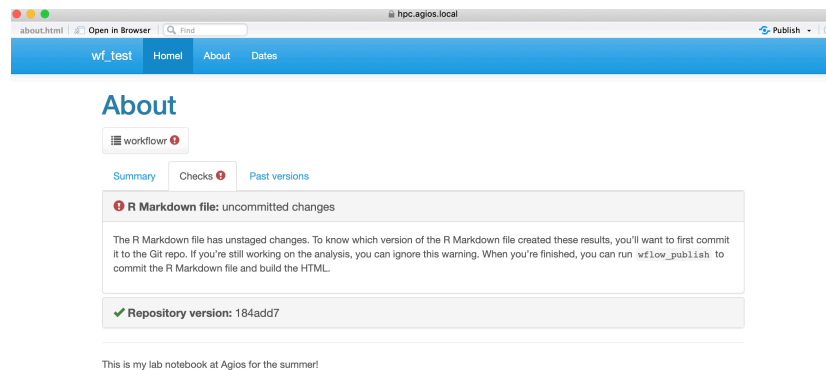 hpc.agios.local
about.html Open in Browser Find Publish
wf_test Homel About Dates
About
workflowr
Summary Checks Past versions
R Markdown file: uncommitted changes
The R Markdown file has unstaged changes. To know which version of the R Markdown file created these results, you'll want to first commit
it to the Git repo. If you're still working on the analysis, you can ignore this warning. When you're finished, you can run wflow_publish to
commit the R Markdown file and build the HTML.
Repository version: 184add7
This is my lab notebook at Agios for the summer!